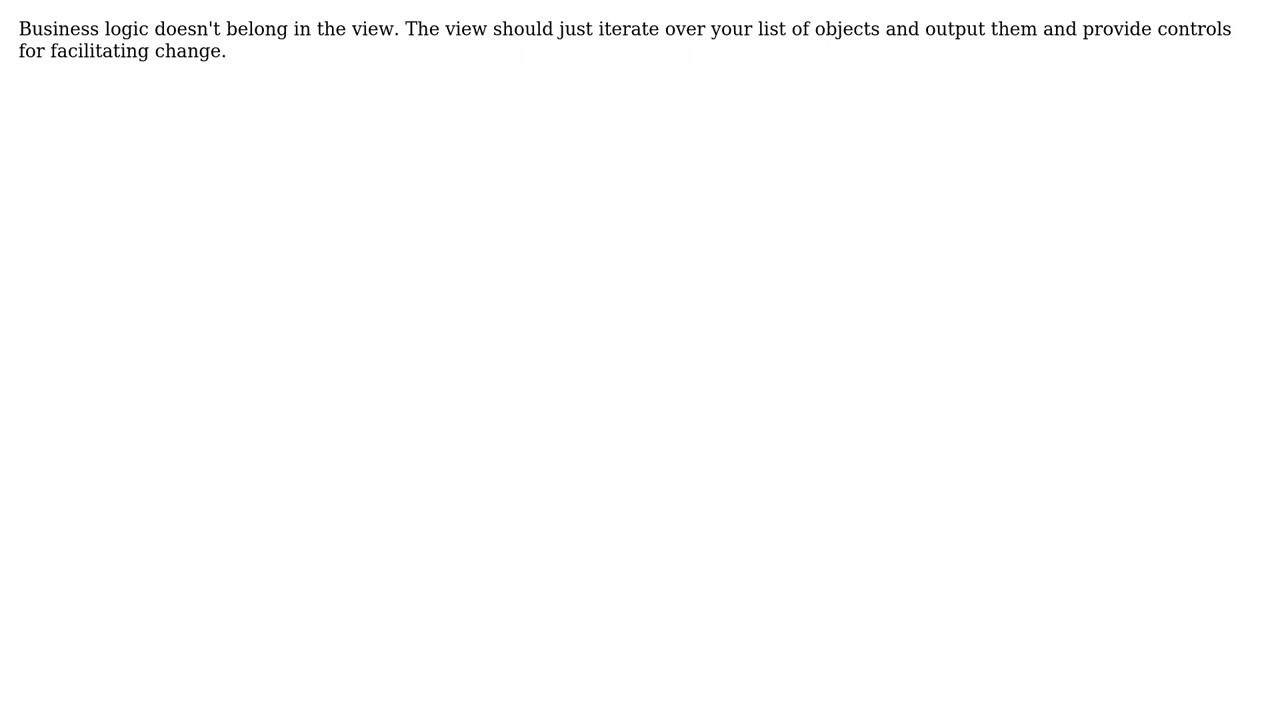 Business logic doesn't belong in the view. The view should just iterate over your list of objects and output them and provide controls
for facilitating change.